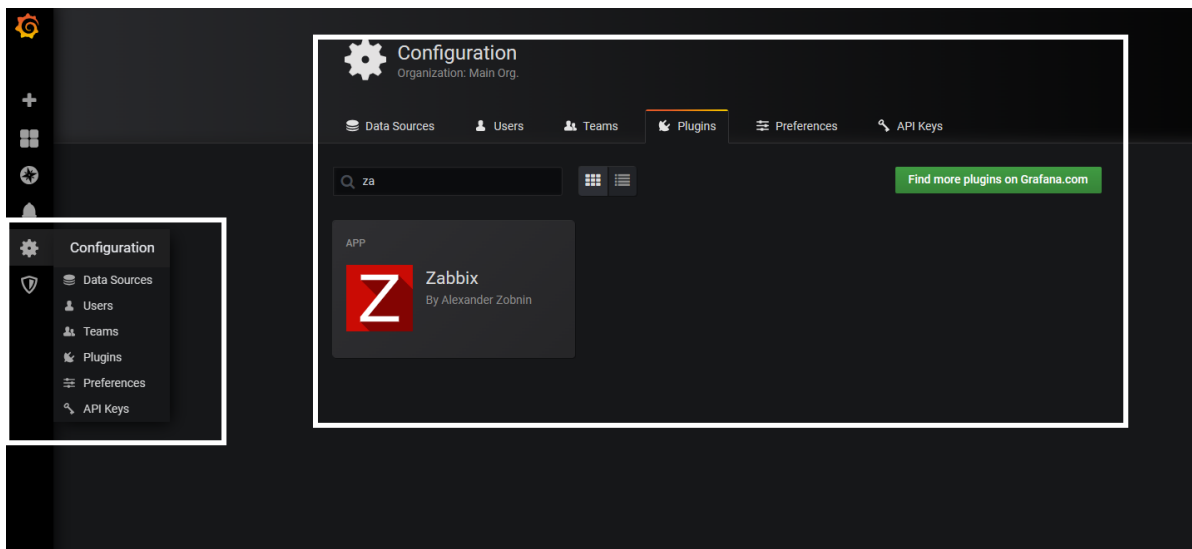 Configuration
Organization: Main Org.
Data Sources
Users
Teams
Plugins
Preferences
API Keys
za
Find more plugins on Grafana.com
APP
Z
Zabbix
By Alexander Zobnin
Configuration
Data Sources
Users
Teams
Plugins
Preferences
API Keys